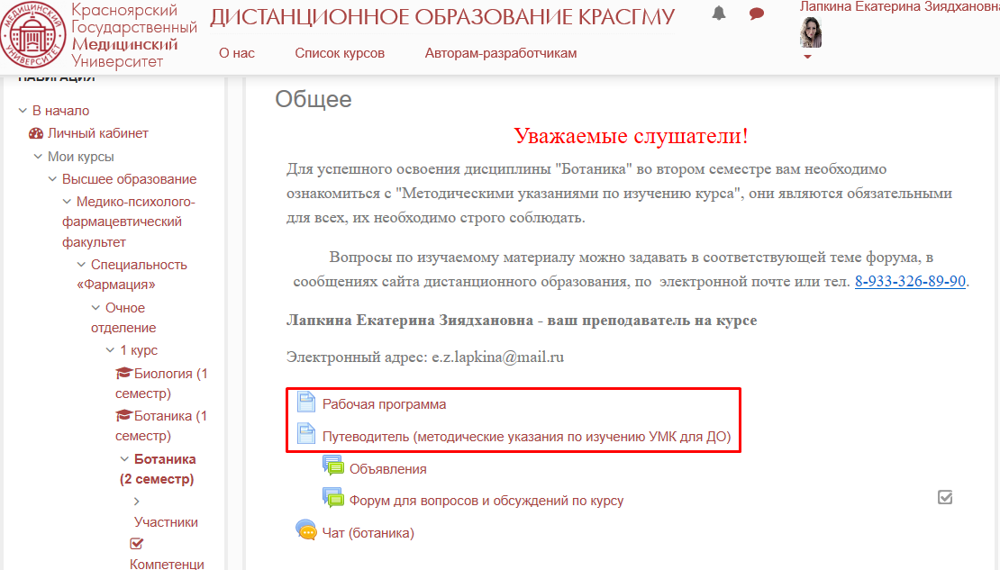 Красноярский
Государственный
Медицинский
Университет
МЕДИЦИНСКИЙ
УНИВЕРСИТЕТ
ДИСТАНЦИОННОЕ ОБРАЗОВАНИЕ КРАСГМУ
Лапкина Екатерина Зиядхановна
О нас
Список курсов
Авторам-разработчикам
НАВИГАЦИЯ
В начало
Личный кабинет
Мои курсы
Высшее образование
Медико-психолого-
фармацевтический
факультет
Специальность
«Фармация»
Очное
отделение
1 курс
Биология (1
семестр)
Ботаника (1
семестр)
Ботаника
(2 семестр)
Участники
Компетенци
Общее
Уважаемые слушатели!
Для успешного освоения дисциплины "Ботаника" во втором семестре вам необходимо
ознакомиться с "Методическими указаниями по изучению курса", они являются обязательными
для всех, их необходимо строго соблюдать.
Вопросы по изучаемому материалу можно задавать в соответствующей теме форума, в
сообщениях сайта дистанционного образования, по электронной почте или тел. 8-933-326-89-90.
Лапкина Екатерина Зиядхановна - ваш преподаватель на курсе
Электронный адрес: e.z.lapkina@mail.ru
Рабочая программа
Путеводитель (методические указания по изучению УМК для ДО)
Объявления
Форум для вопросов и обсуждений по курсу
Чат (ботаника)